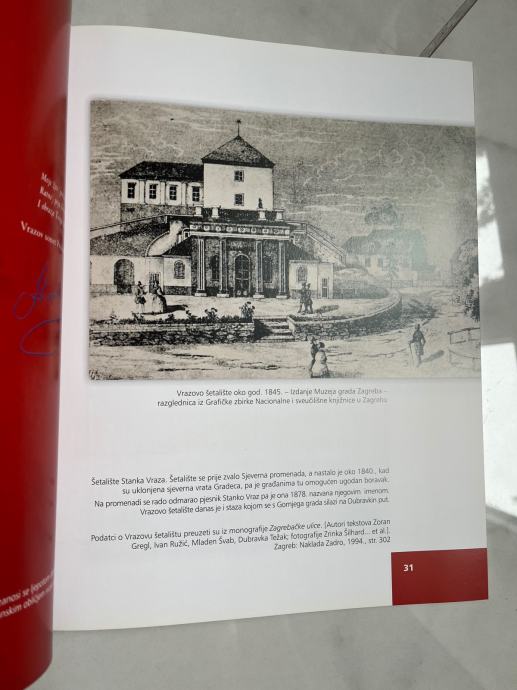 Vrazov
Vrazovo šetalište oko god. 1845. – Izdanje Muzeja grada Zagreba –
razglednica iz Grafičke zbirke Nacionalne i sveučilišne knjižnice u Zagrebu
Šetalište Stanka Vraza. Šetalište se prije zvalo Sjeverna promenada, a nastalo je oko 1840., kad
su uklonjena sjeverna vrata Gradeca, pa je građanima tu omogućen ugodan boravak.
Na promenadi se rado odmarao pjesnik Stanko Vraz pa je ona 1878. nazvana njegovim imenom.
Vrazovo šetalište danas je i staza kojom se s Gornjega grada silazi na Dubravkin put.
Podatci o Vrazovu šetalištu preuzeti su iz monografije Zagrebačke ulice. [Autori tekstova Zoran
Gregl, Ivan Ružić, Mladen Švab, Dubravka Težak; fotografije Zrinka Šilhard... et al.].
Zagreb: Naklada Zadro, 1994., str. 302
31